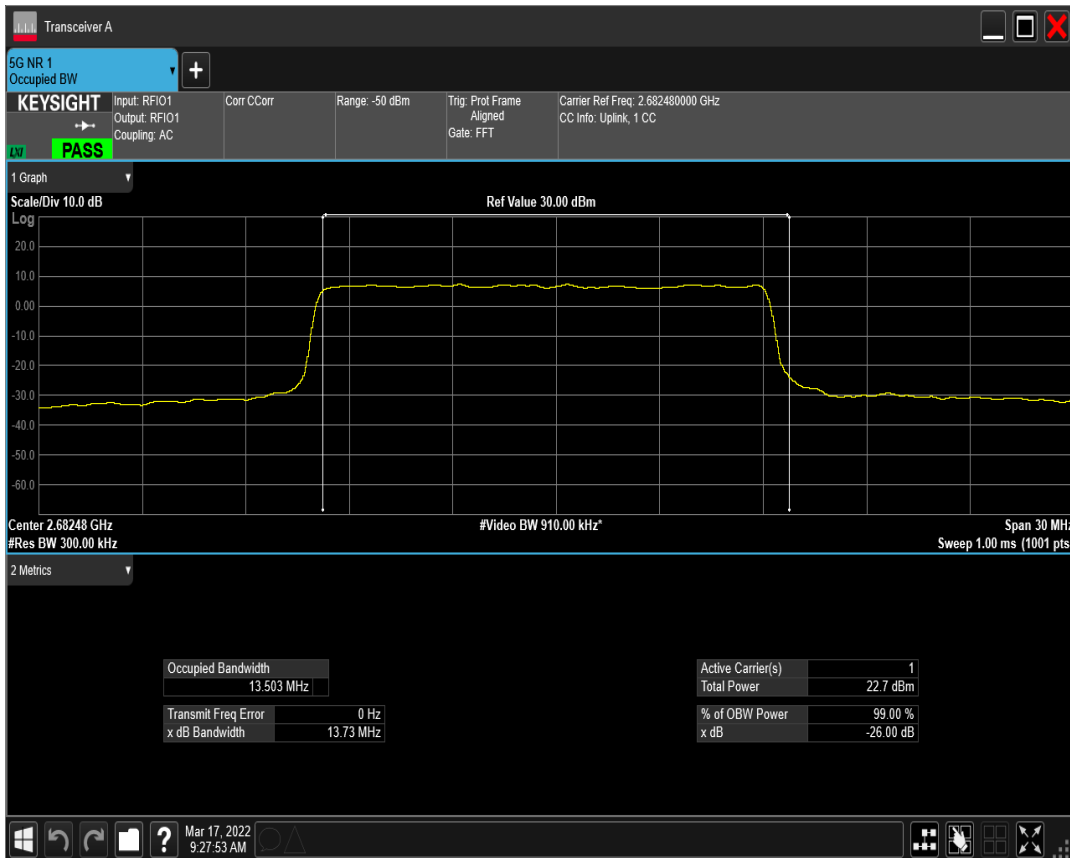 Transceiver A
5G NR 1
Occupied BW
+
KEYSIGHT
LXI
PASS
Input: RFIO1
Output: RFIO1
Coupling: AC
Corr CCorr
Range: -50 dBm
Trig: Prot Frame
Aligned
Gate: FFT
Carrier Ref Freq: 2.682480000 GHz
CC Info: Uplink, 1 CC
1 Graph
Scale/Div 10.0 dB
Ref Value 30.00 dBm
Log
20.0
10.0
0.00
-10.0
-20.0
-30.0
-40.0
-50.0
-60.0
Center 2.68248 GHz
#Video BW 910.00 kHz*
Span 30 MHz
#Res BW 300.00 kHz
Sweep 1.00 ms (1001 pts
2 Metrics
Occupied Bandwidth
13.503 MHz
Transmit Freq Error 0 Hz
x dB Bandwidth 13.73 MHz
Active Carrier(s) 1
Total Power 22.7 dBm
% of OBW Power 99.00 %
x dB -26.00 dB
?
Mar 17, 2022
9:27:53 AM